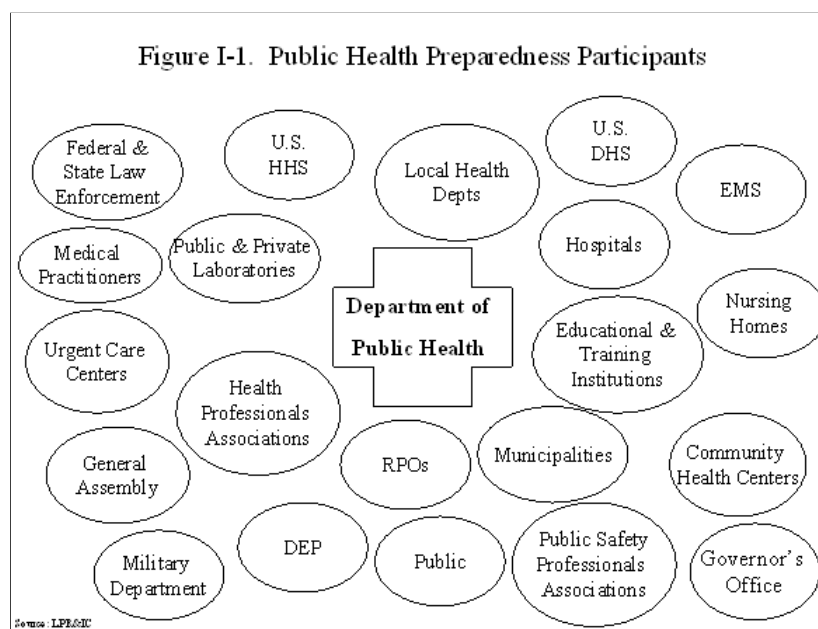 Figure I-1. Public Health Preparedness Participants
Federal &
State Law
Enforcement
U.S.
HHS
Local Health
Depts
U.S.
DHS
EMS
Medical
Practitioners
Public & Private
Laboratories
Hospitals
Department of
Public Health
Nursing
Homes
Urgent Care
Centers
Educational &
Training
Institutions
Health
Professionals
Associations
General
Assembly
RPOs
Municipalities
Community
Health Centers
Military
Department
DEP
Public
Public Safety
Professionals
Associations
Governor's
Office
Source: LPR&IC